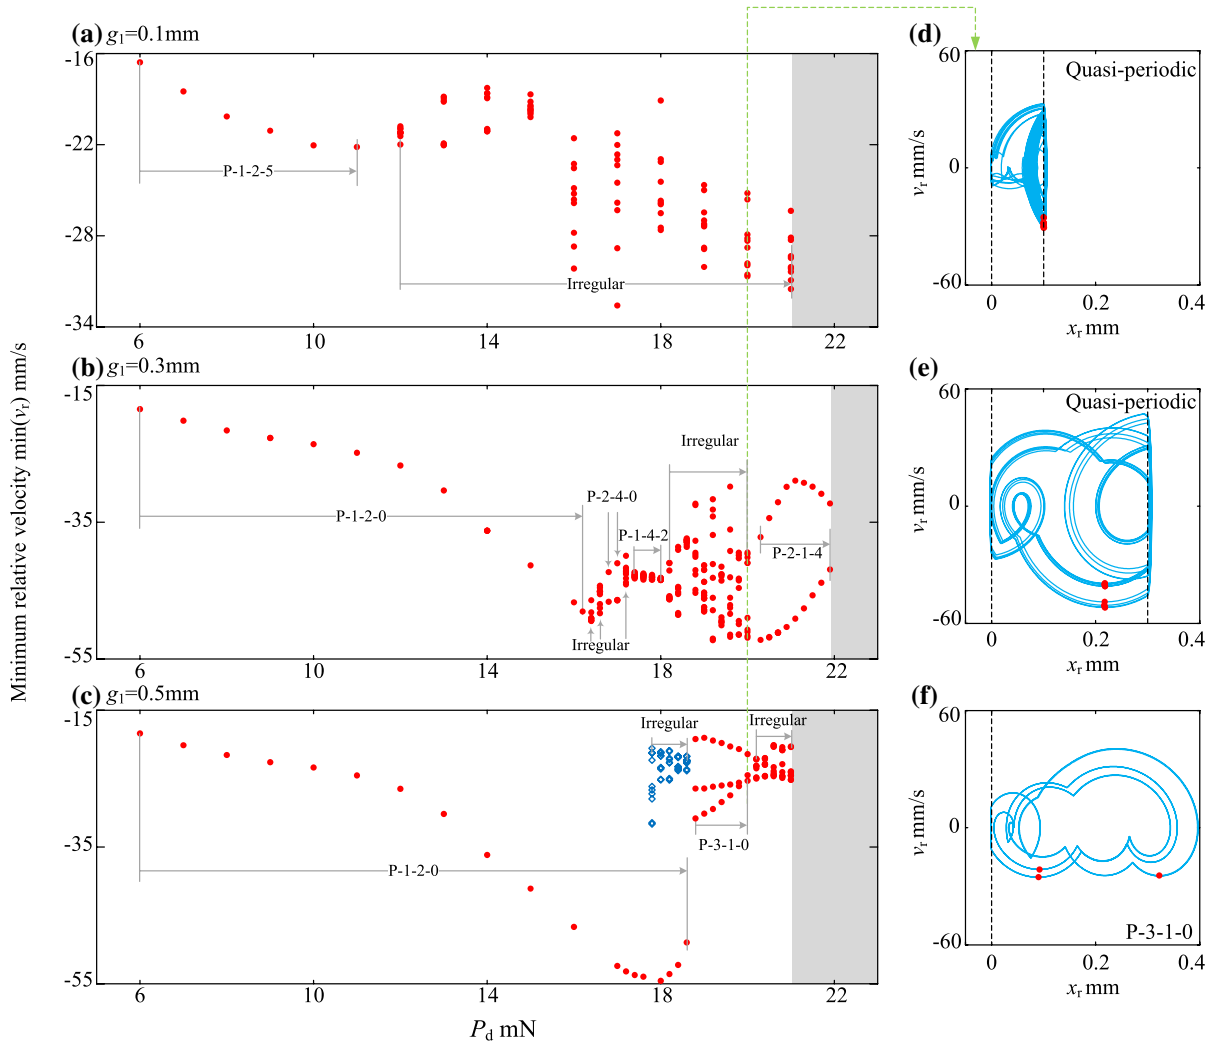 Minimum relative velocity min(vr) mm/s
(a) g1=0.1mm
-16
-22
-28
-34
P-1-2-5
Irregular
6 10 14 18 22
(b) g1=0.3mm
-15
-35
-55
P-1-2-0
P-2-4-0
P-1-4-2
Irregular
Irregular
P-2-1-4
6 10 14 18 22
(c) g1=0.5mm
-15
-35
-55
P-1-2-0
Irregular
Irregular
P-3-1-0
6 10 14 18 22
Pd mN
(d)
Quasi-periodic
60
0
-60
vr mm/s
0 0.2 0.4
xr mm
(e)
Quasi-periodic
60
0
-60
vr mm/s
0 0.2 0.4
xr mm
(f)
60
0
-60
vr mm/s
P-3-1-0
0 0.2 0.4
xr mm